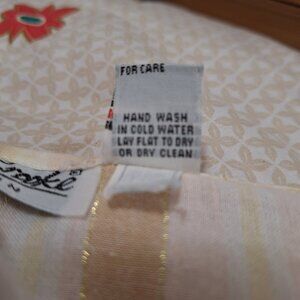 FOR CARE
HAND WASH
IN COLD WATER
LAY FLAT TO DRY
OR DRY CLEAN